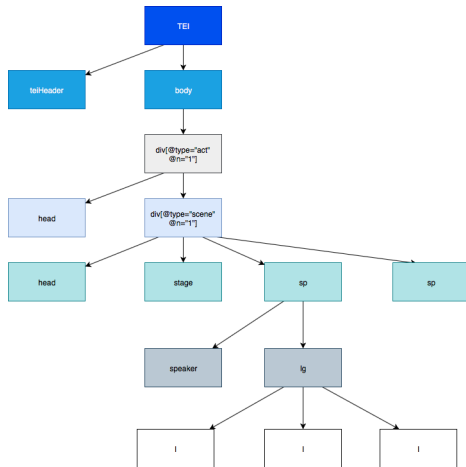 TEI
teiHeader
body
div[@type="act"
@n="1"]
head
div[@type="scene"
@n="1"]
head
stage
sp
sp
speaker
lg
l
l
l